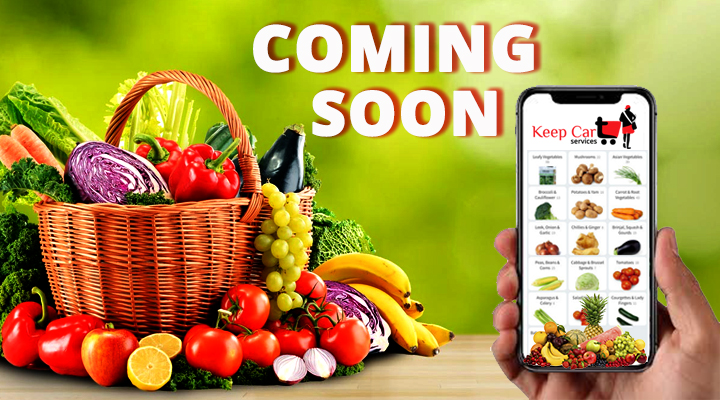 COMING
SOON
Keep Cart
services
Leafy Vegetables
Mushrooms
Asian Vegetables
Broccoli &
Cauliflower
Potatoes & Yam
Carrot & Root
Vegetables
Leek, Onion &
Garlic
Chillies & Ginger
Brinjal, Squash &
Gourds
Peas, Beans &
Corns
Cabbage & Brussel
Sprouts
Tomatoes
Asparagus &
Celery
Courgettes & Lady
Fingers